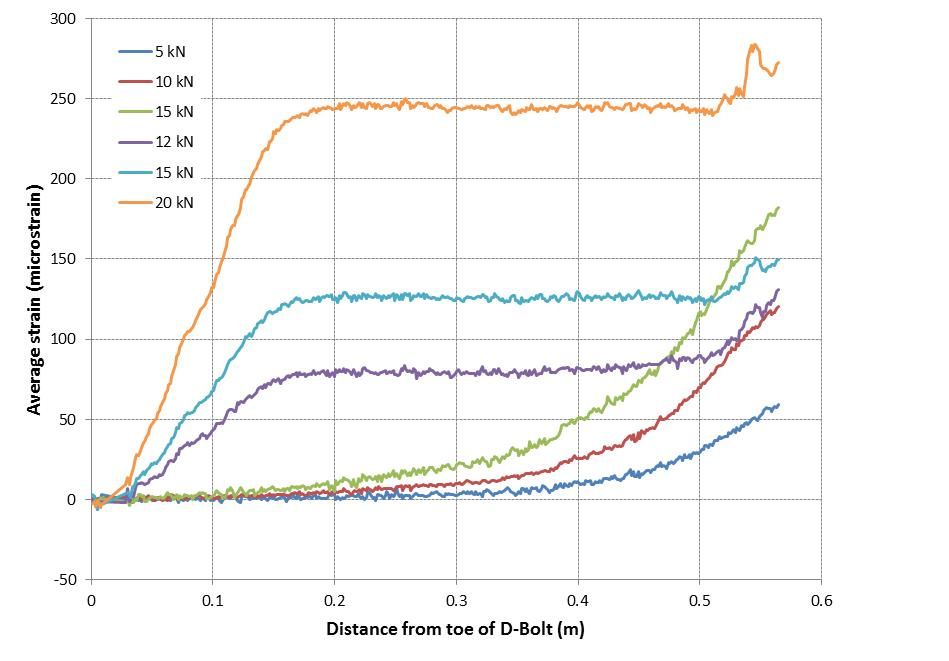 300
250
200
150
100
50
0
-50
5 kN
10 kN
15 kN
12 kN
15 kN
20 kN
Average strain (microstrain)
0 0.1 0.2 0.3 0.4 0.5 0.6
Distance from toe of D-Bolt (m)